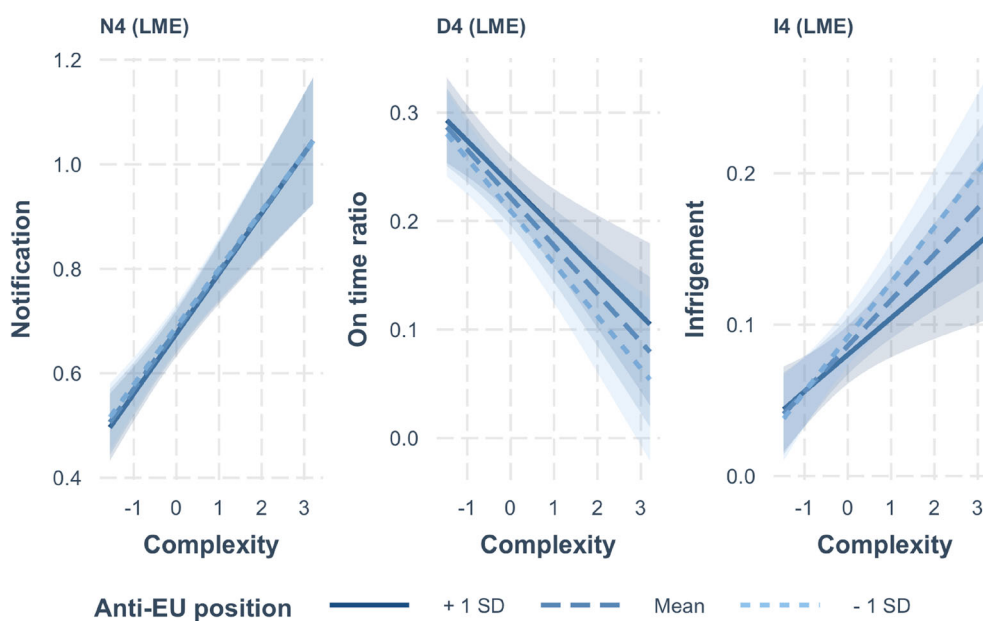 N4 (LME)
D4 (LME)
I4 (LME)
Notification
1.2
1.0
0.8
0.6
0.4
-1 0 1 2 3
Complexity
On time ratio
0.3
0.2
0.1
0.0
-1 0 1 2 3
Complexity
Infrigement
0.2
0.1
0.0
-1 0 1 2 3
Complexity
Anti-EU position + 1 SD Mean - 1 SD